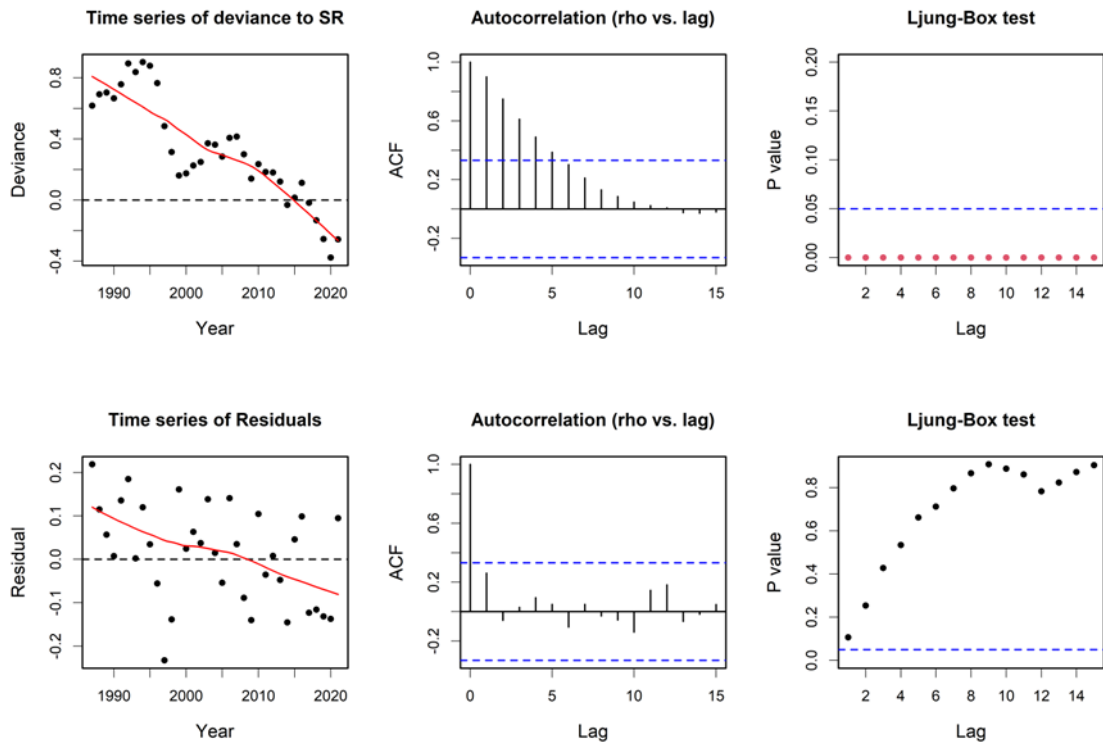 Time series of deviance to SR
Deviance
-0.4 0.0 0.4 0.8
1990 2000 2010 2020
Year
Autocorrelation (rho vs. lag)
ACF
-0.2 0.2 0.6 1.0
0 5 10 15
Lag
Ljung-Box test
P value
0.00 0.05 0.10 0.15 0.20
2 4 6 8 10 12 14
Lag
Time series of Residuals
Residual
-0.2 -0.1 0.0 0.1 0.2
1990 2000 2010 2020
Year
Autocorrelation (rho vs. lag)
ACF
-0.2 0.2 0.6 1.0
0 5 10 15
Lag
Ljung-Box test
P value
0.0 0.2 0.4 0.6 0.8
2 4 6 8 10 12 14
Lag